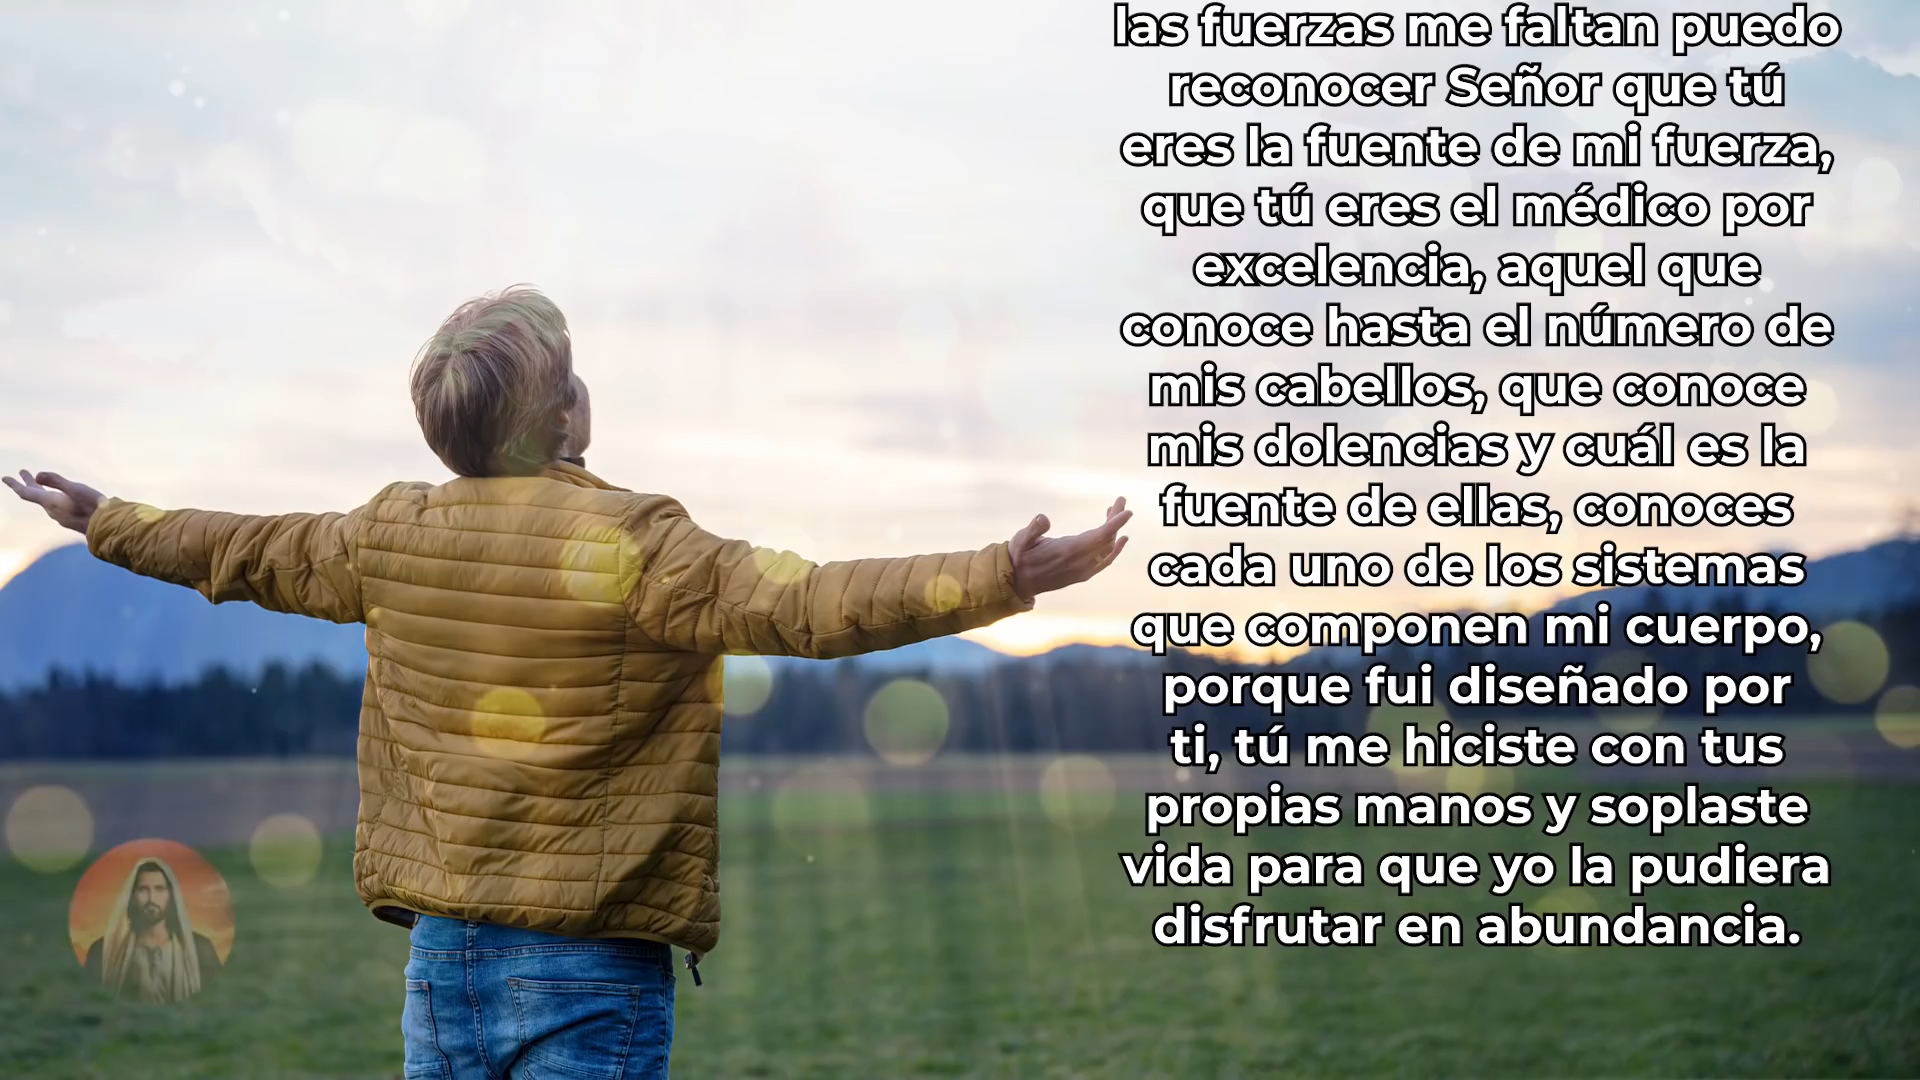 las fuerzas me faltan puedo
reconocer Señor que tú
eres la fuente de mi fuerza,
que tú eres el médico por
excelencia, aquel que
conoce hasta el número de
mis cabellos, que conoce
mis dolencias y cuál es la
fuente de ellas, conoces
cada uno de los sistemas
que componen mi cuerpo,
porque fui diseñado por
ti, tú me hiciste con tus
propias manos y soplaste
vida para que yo la pudiera
disfrutar en abundancia.